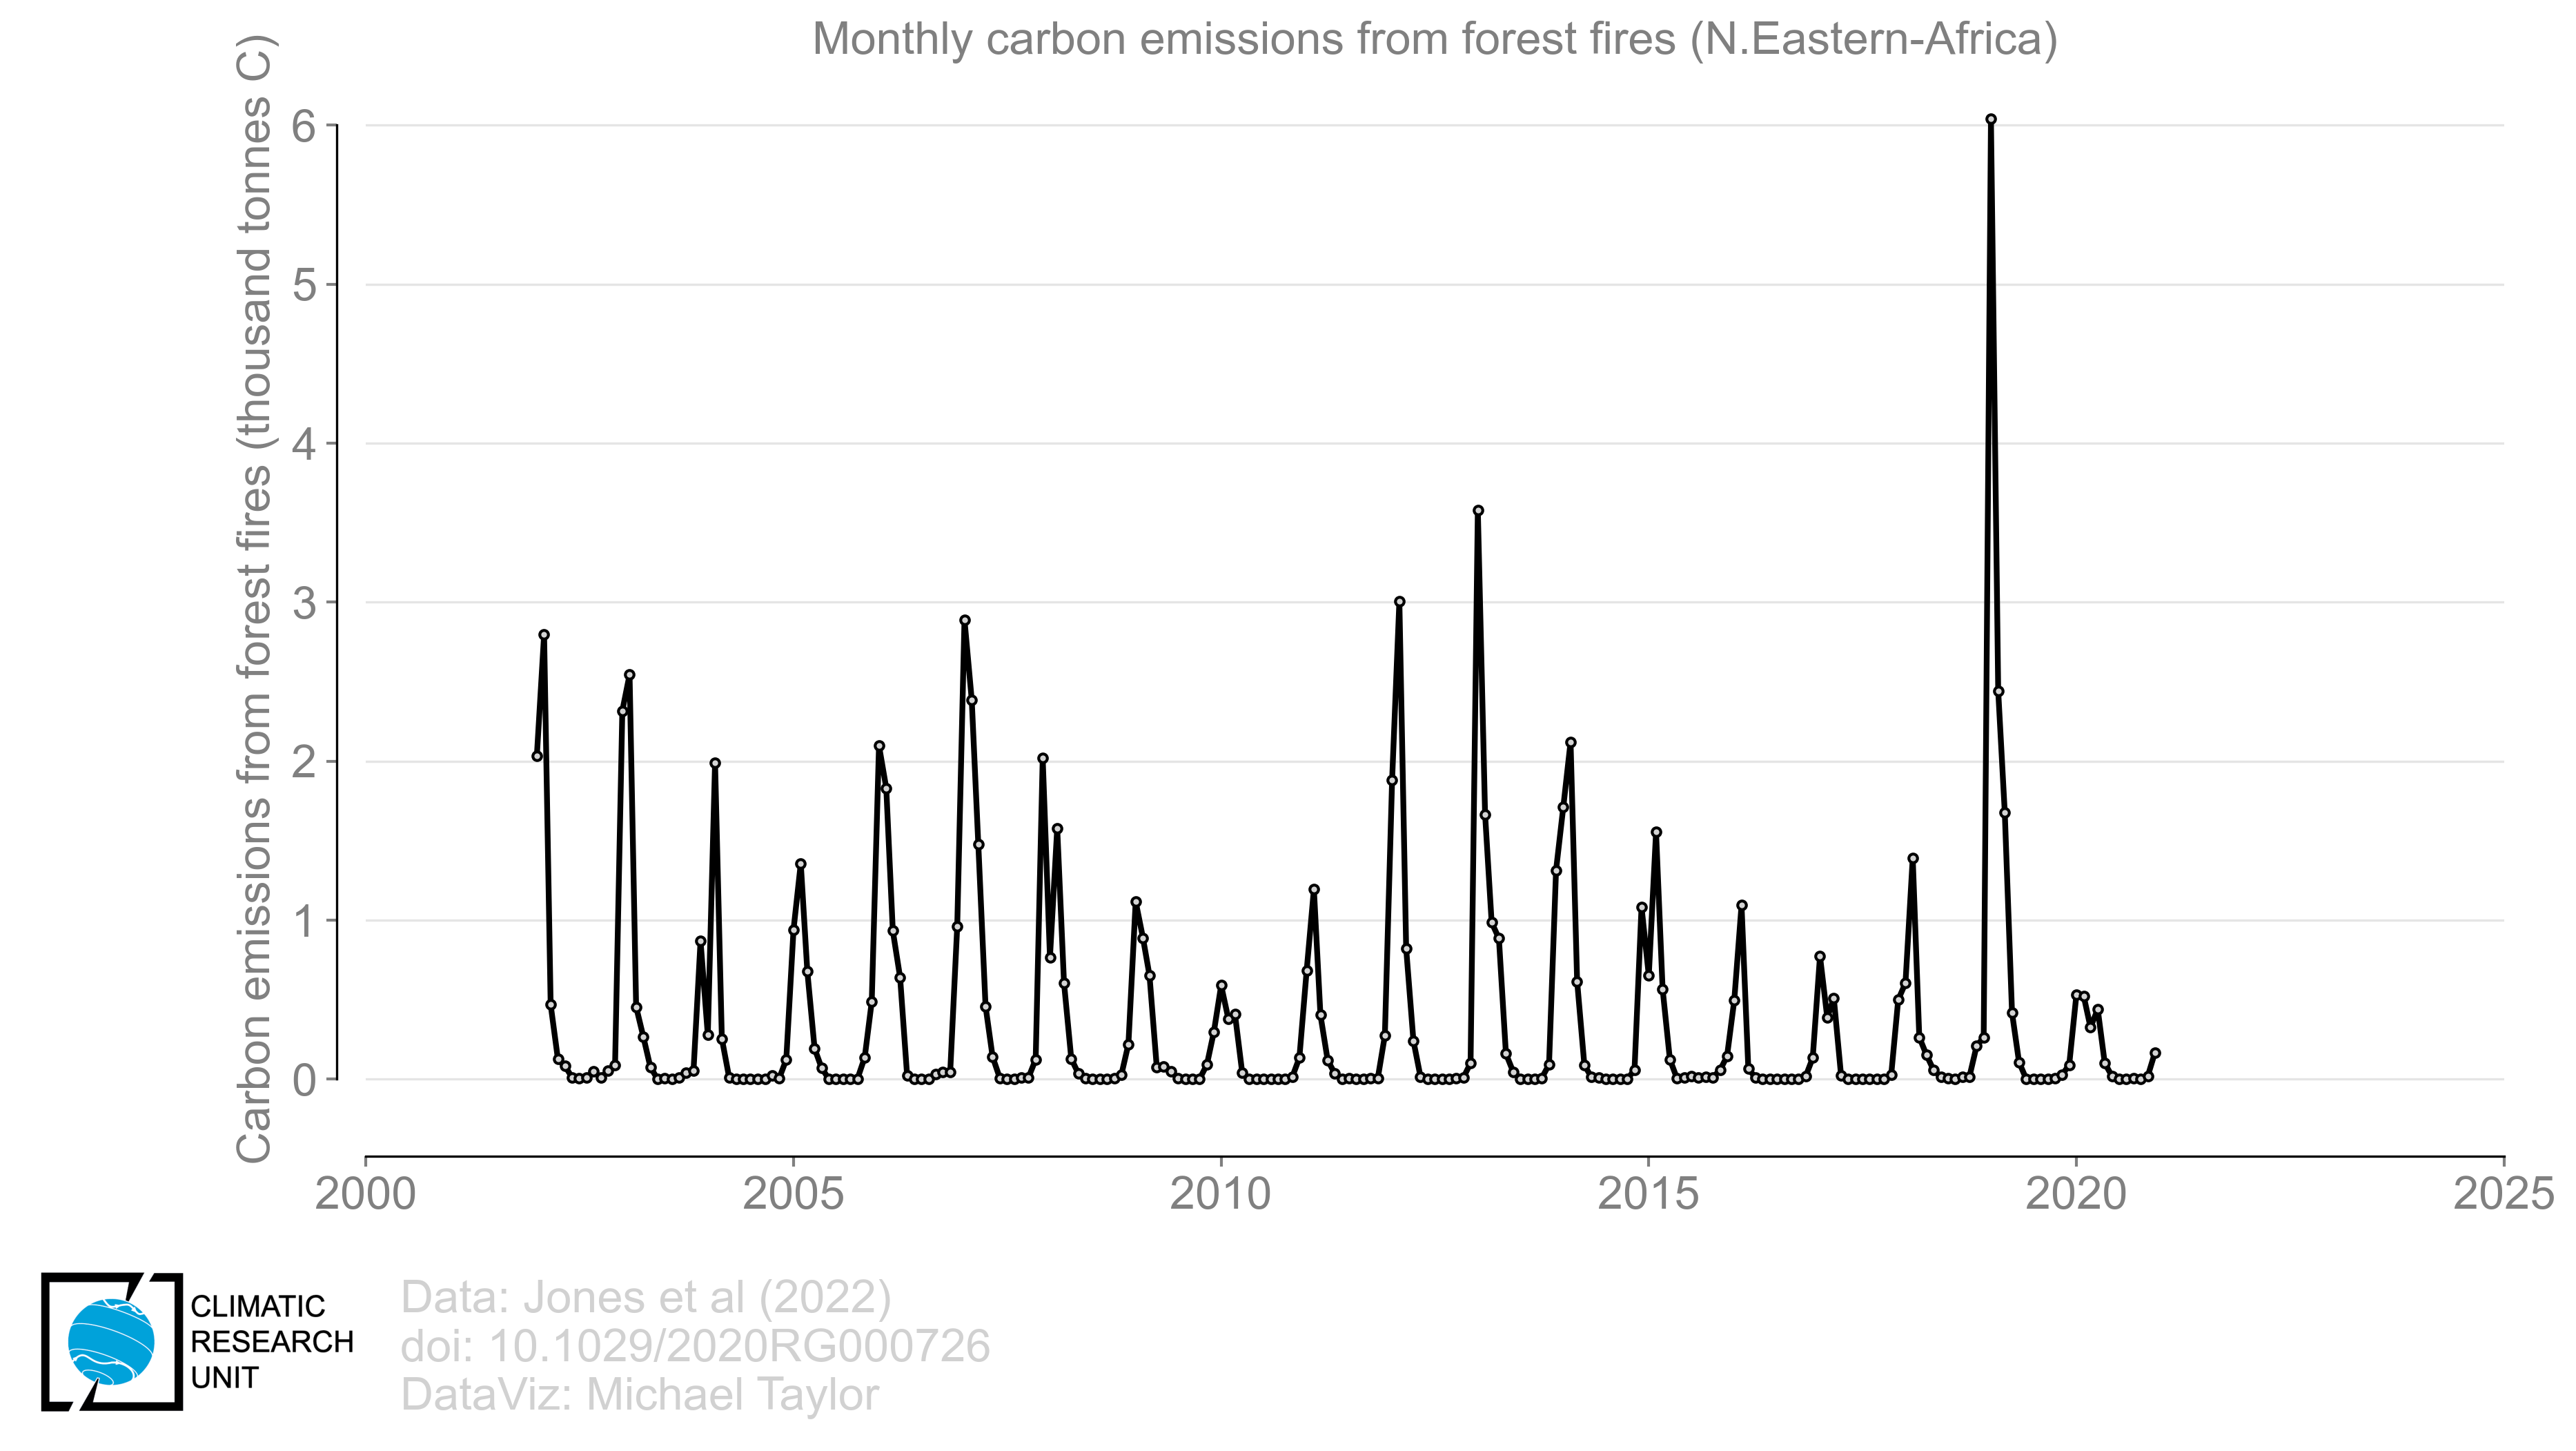 Monthly carbon emissions from forest fires (N.Eastern-Africa)
Carbon emissions from forest fires (thousand tonnes C)
6
5
4
3
2
1
0
2000
2005
2010
2015
2020
2025
CLIMATIC
RESEARCH
UNIT
Data: Jones et al (2022)
doi: 10.1029/2020RG000726
DataViz: Michael Taylor